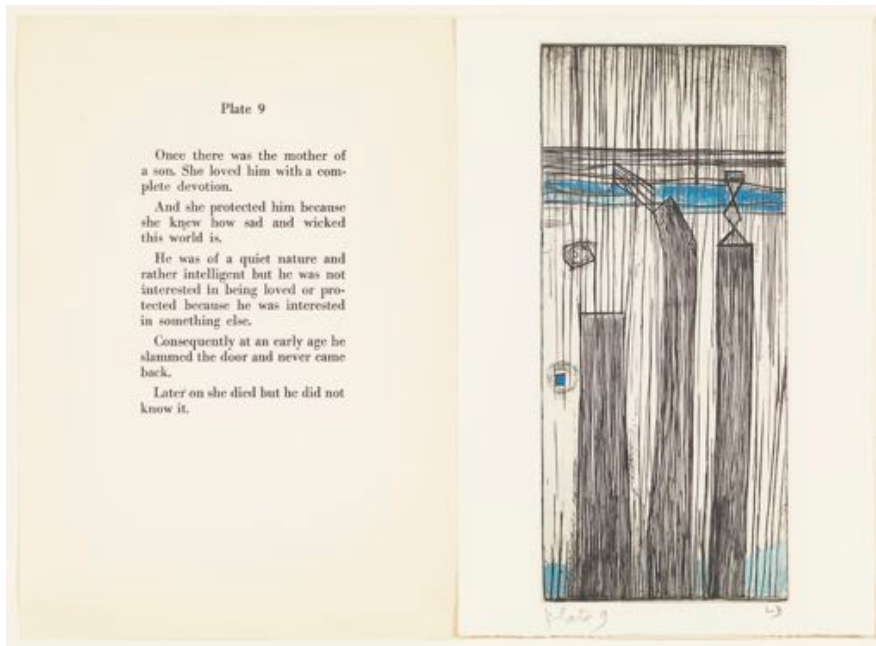 Plate 9
Once there was the mother of
a son. She loved him with a com-
plete devotion.
And she protected him because
she knew how sad and wicked
this world is.
He was of a quiet nature and
rather intelligent but he was not
interested in being loved or pro-
tected because he was interested
in something else.
Consequently at an early age he
slammed the door and never came
back.
Later on she died but he did not
know it.
plate 9
LB